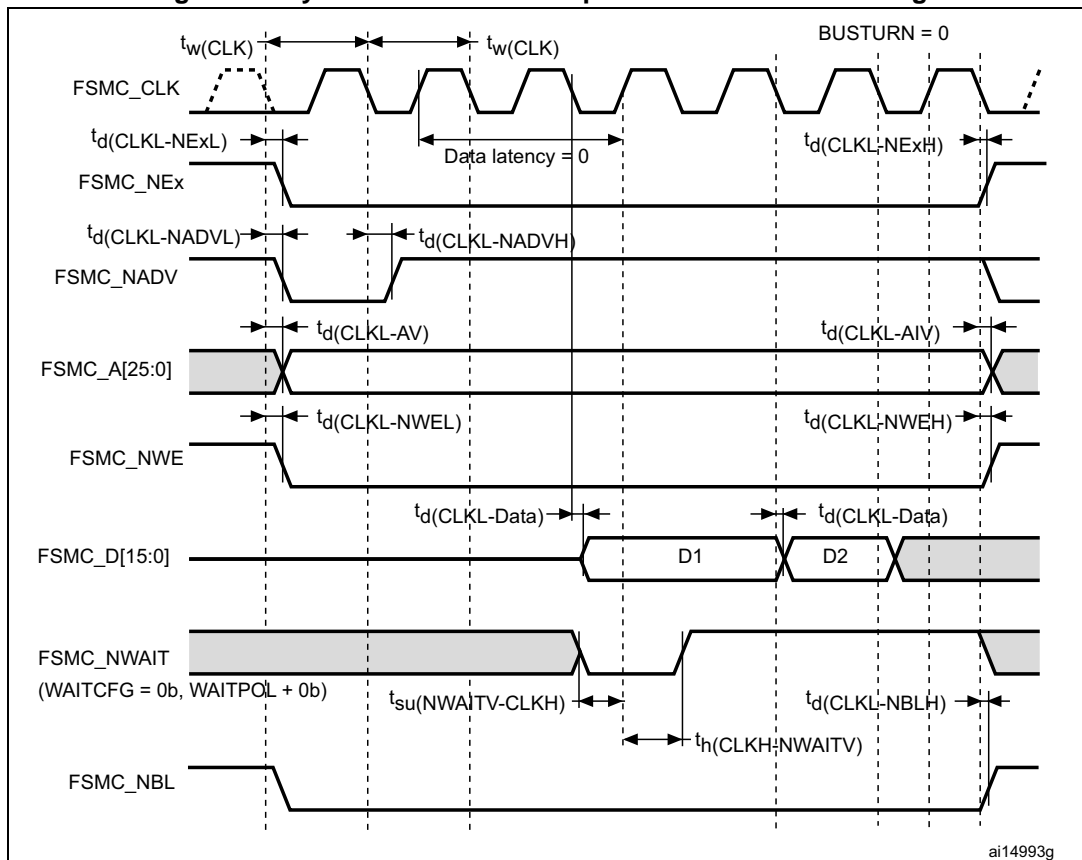 tw(CLK) tw(CLK) BUSTURN = 0
FSMC_CLK
td(CLKL-NExL) Data latency = 0 td(CLKL-NExH)
FSMC_NEx
td(CLKL-NADVL) td(CLKL-NADVH)
FSMC_NADV
td(CLKL-AV) td(CLKL-AIV)
FSMC_A[25:0]
td(CLKL-NWEL) td(CLKL-NWEH)
FSMC_NWE
td(CLKL-Data) td(CLKL-Data)
FSMC_D[15:0] D1 D2
FSMC_NWAIT
(WAITCFG = 0b, WAITPOL + 0b)
tsu(NWAITV-CLKH) td(CLKL-NBLH)
th(CLKH-NWAITV)
FSMC_NBL
ai14993g